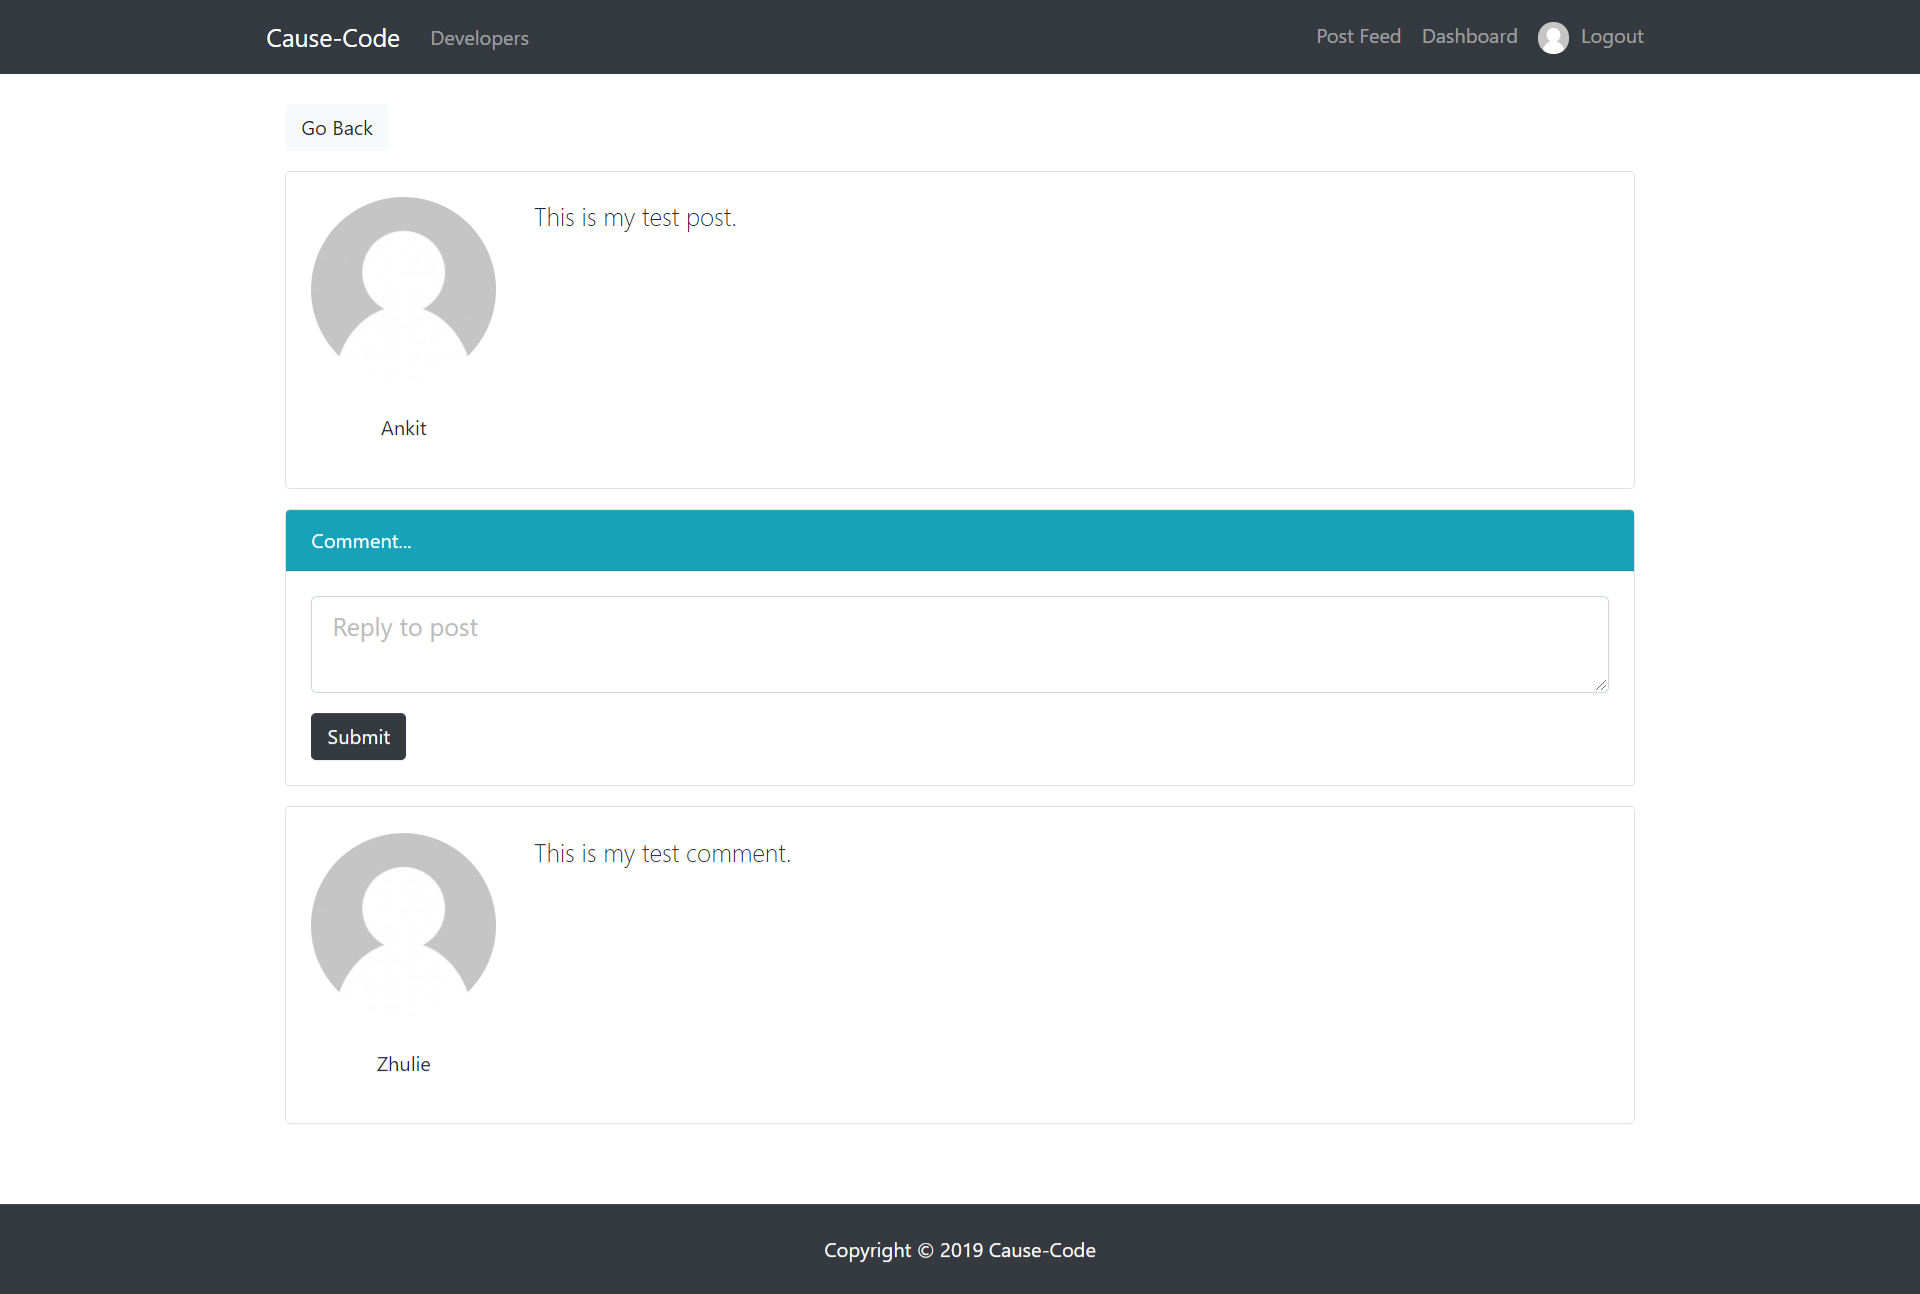 Cause-Code Developers Post Feed Dashboard Logout
Go Back
This is my test post.
Ankit
Comment...
Reply to post
Submit
This is my test comment.
Zhulie
Copyright © 2019 Cause-Code